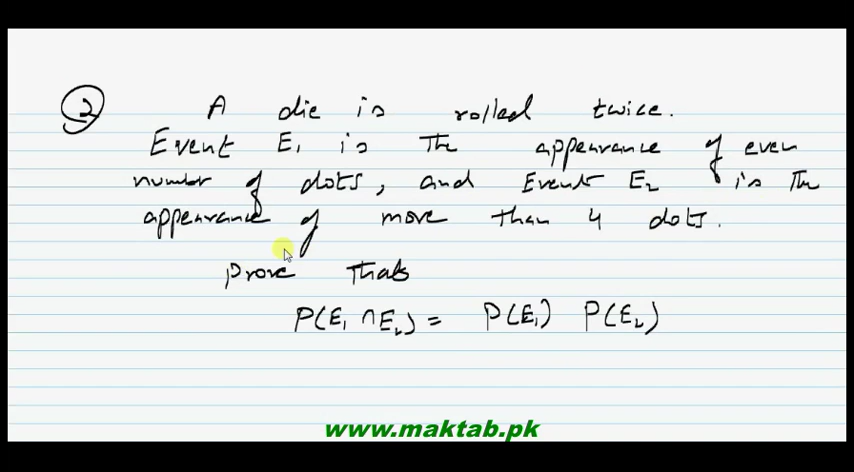 2 A die is rolled twice.
Event E₁ is the appearance of even
number of dots, and Event E₂ is the
appearance of more than 4 dots.
Prove that
P(E₁ ∩ E₂) = P(E₁) P(E₂)
www.maktab.pk